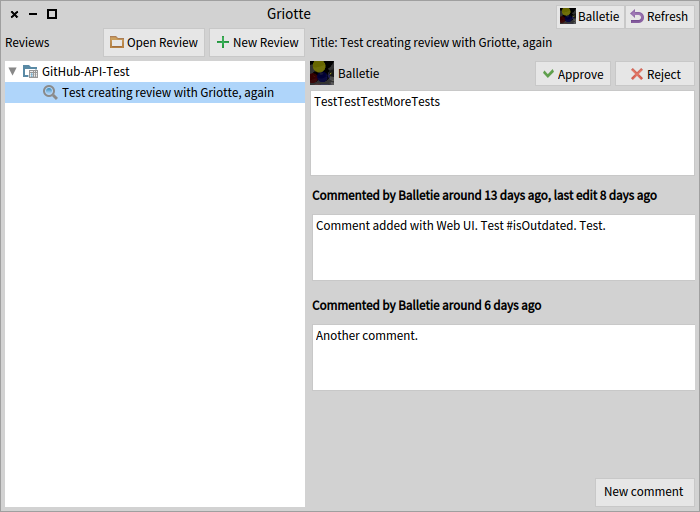 Griotte
Balletie
Refresh
Reviews
Open Review
New Review
Title: Test creating review with Griotte, again
GitHub-API-Test
Test creating review with Griotte, again
Balletie
Approve
Reject
TestTestTestMoreTests
Commented by Balletie around 13 days ago, last edit 8 days ago
Comment added with Web UI. Test #isOutdated. Test.
Commented by Balletie around 6 days ago
Another comment.
New comment